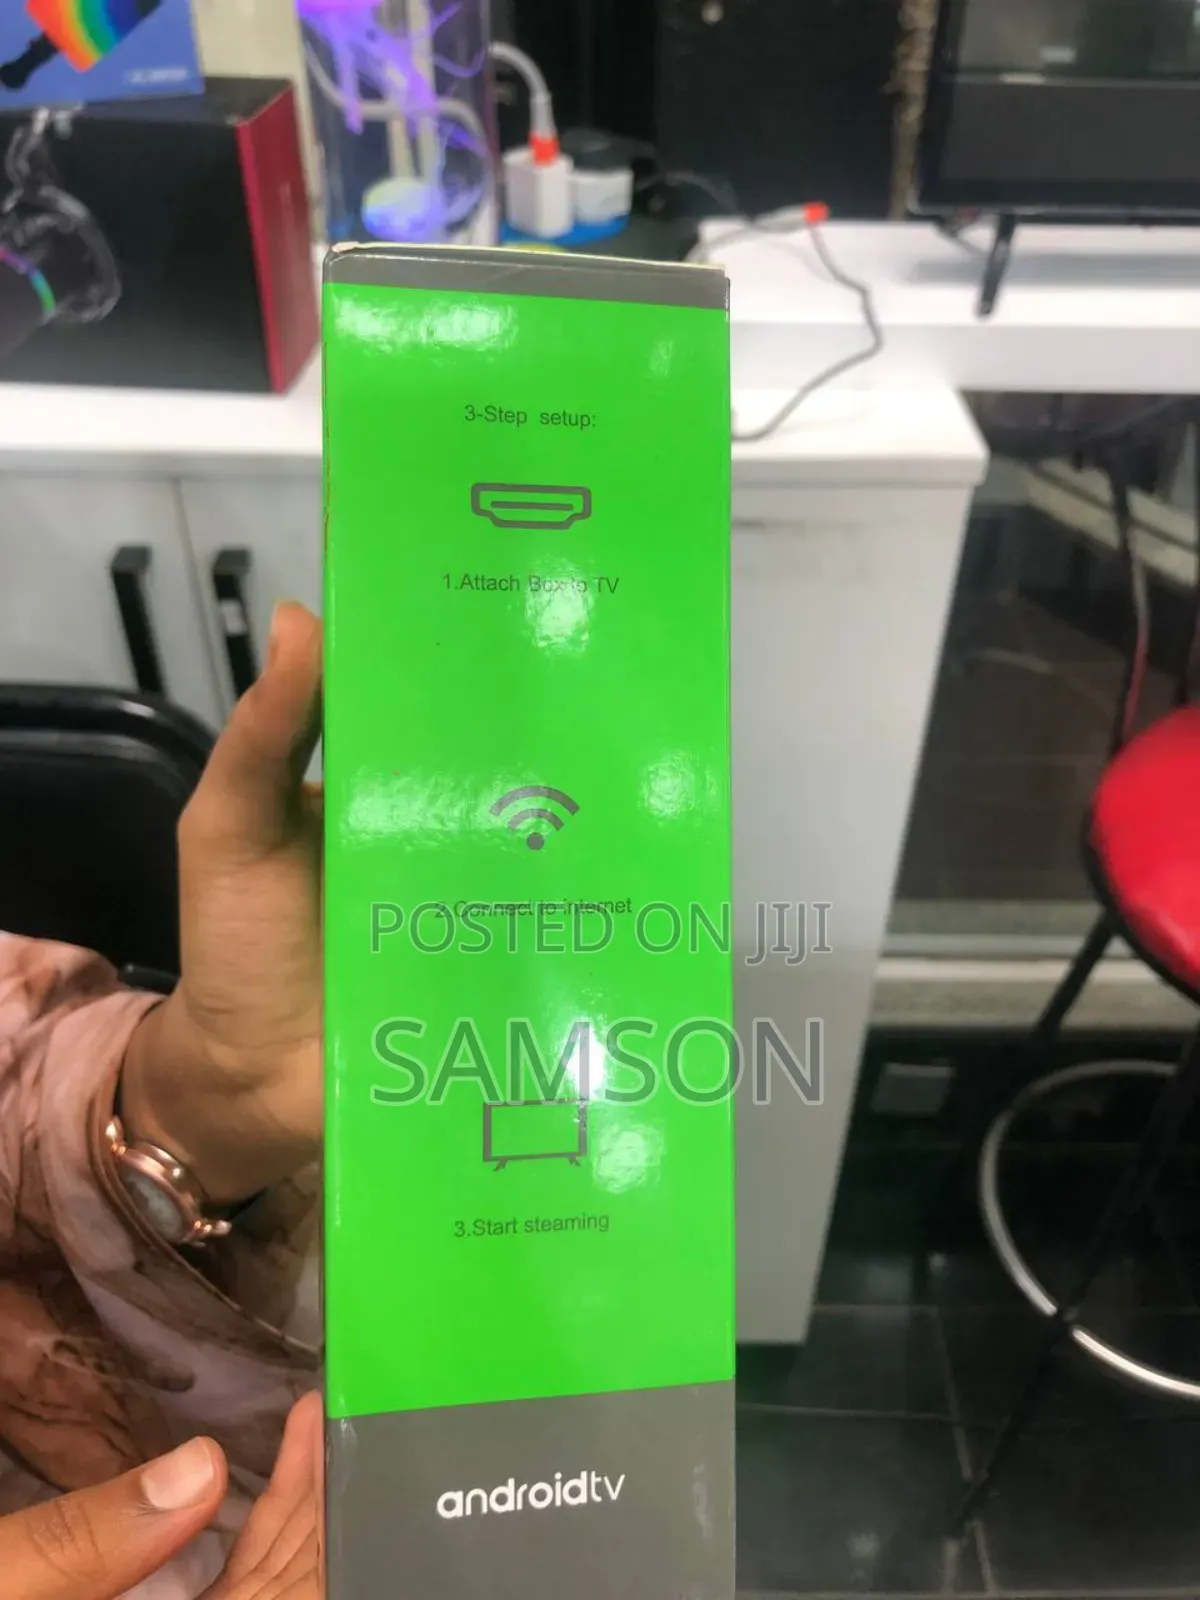 3-Step setup:
1.Attach Box to TV
2.Connect to internet
POSTED ON JIJI
SAMSON
3.Start steaming
androidtv